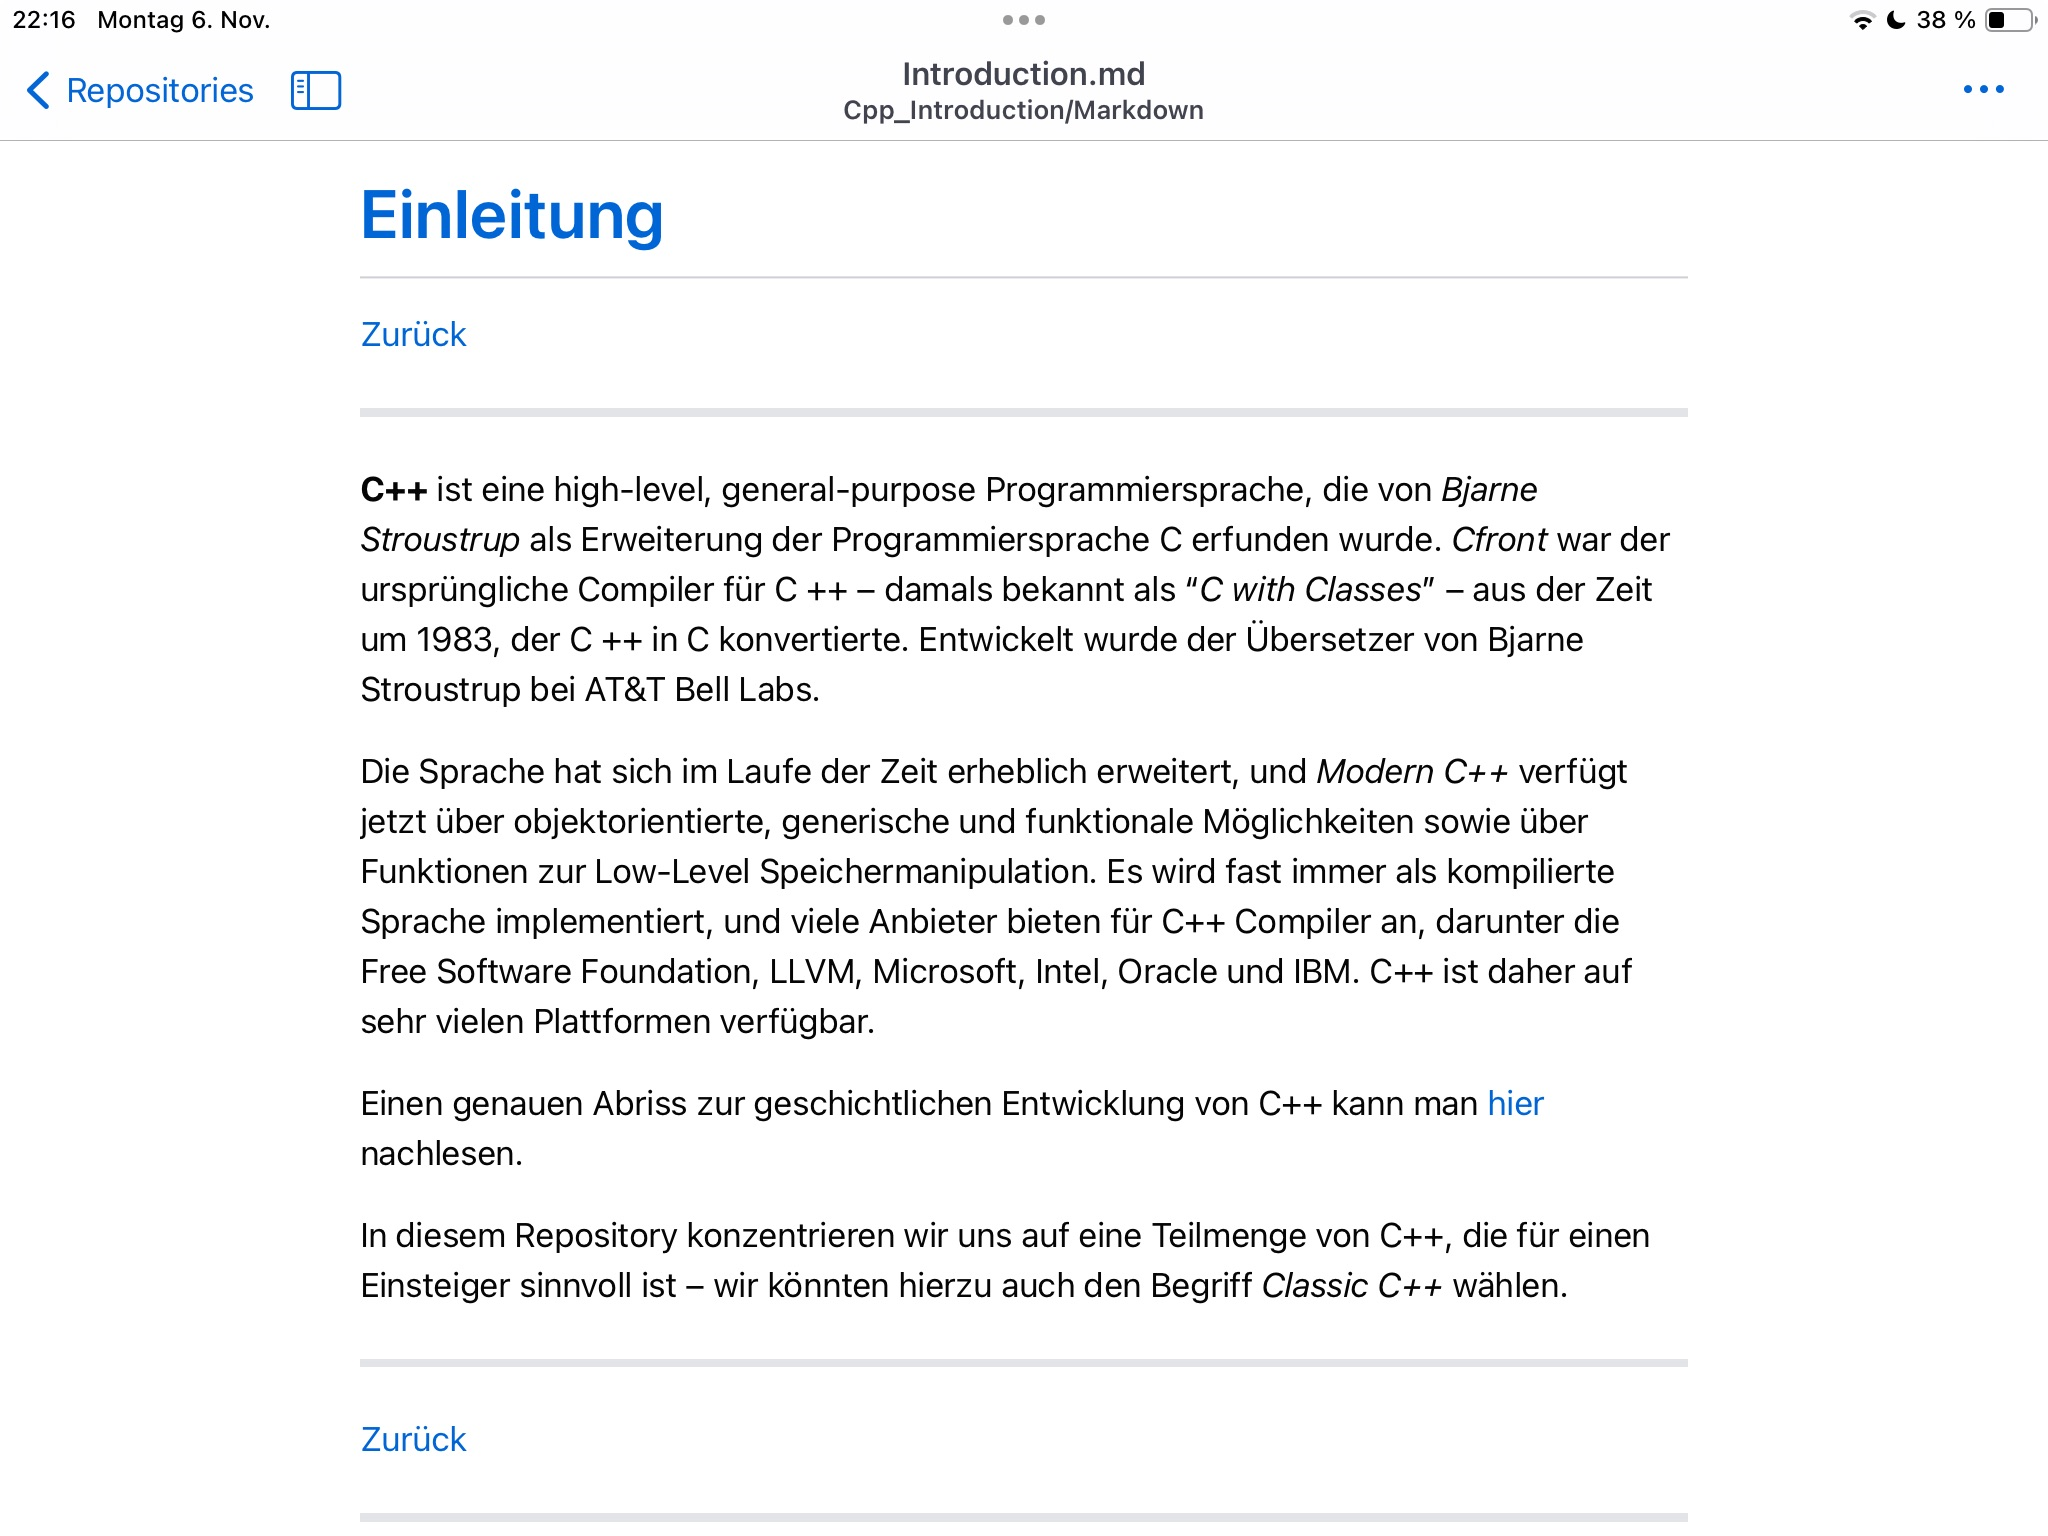 22:16 Montag 6. Nov.
38 %
Repositories
Introduction.md
Cpp_Introduction/Markdown
Einleitung
Zurück
C++ ist eine high-level, general-purpose Programmiersprache, die von Bjarne
Stroustrup als Erweiterung der Programmiersprache C erfunden wurde. Cfront war der
ursprüngliche Compiler für C ++ – damals bekannt als “C with Classes” – aus der Zeit
um 1983, der C ++ in C konvertierte. Entwickelt wurde der Übersetzer von Bjarne
Stroustrup bei AT&T Bell Labs.
Die Sprache hat sich im Laufe der Zeit erheblich erweitert, und Modern C++ verfügt
jetzt über objektorientierte, generische und funktionale Möglichkeiten sowie über
Funktionen zur Low-Level Speichermanipulation. Es wird fast immer als kompilierte
Sprache implementiert, und viele Anbieter bieten für C++ Compiler an, darunter die
Free Software Foundation, LLVM, Microsoft, Intel, Oracle und IBM. C++ ist daher auf
sehr vielen Plattformen verfügbar.
Einen genauen Abriss zur geschichtlichen Entwicklung von C++ kann man hier
nachlesen.
In diesem Repository konzentrieren wir uns auf eine Teilmenge von C++, die für einen
Einsteiger sinnvoll ist – wir könnten hierzu auch den Begriff Classic C++ wählen.
Zurück